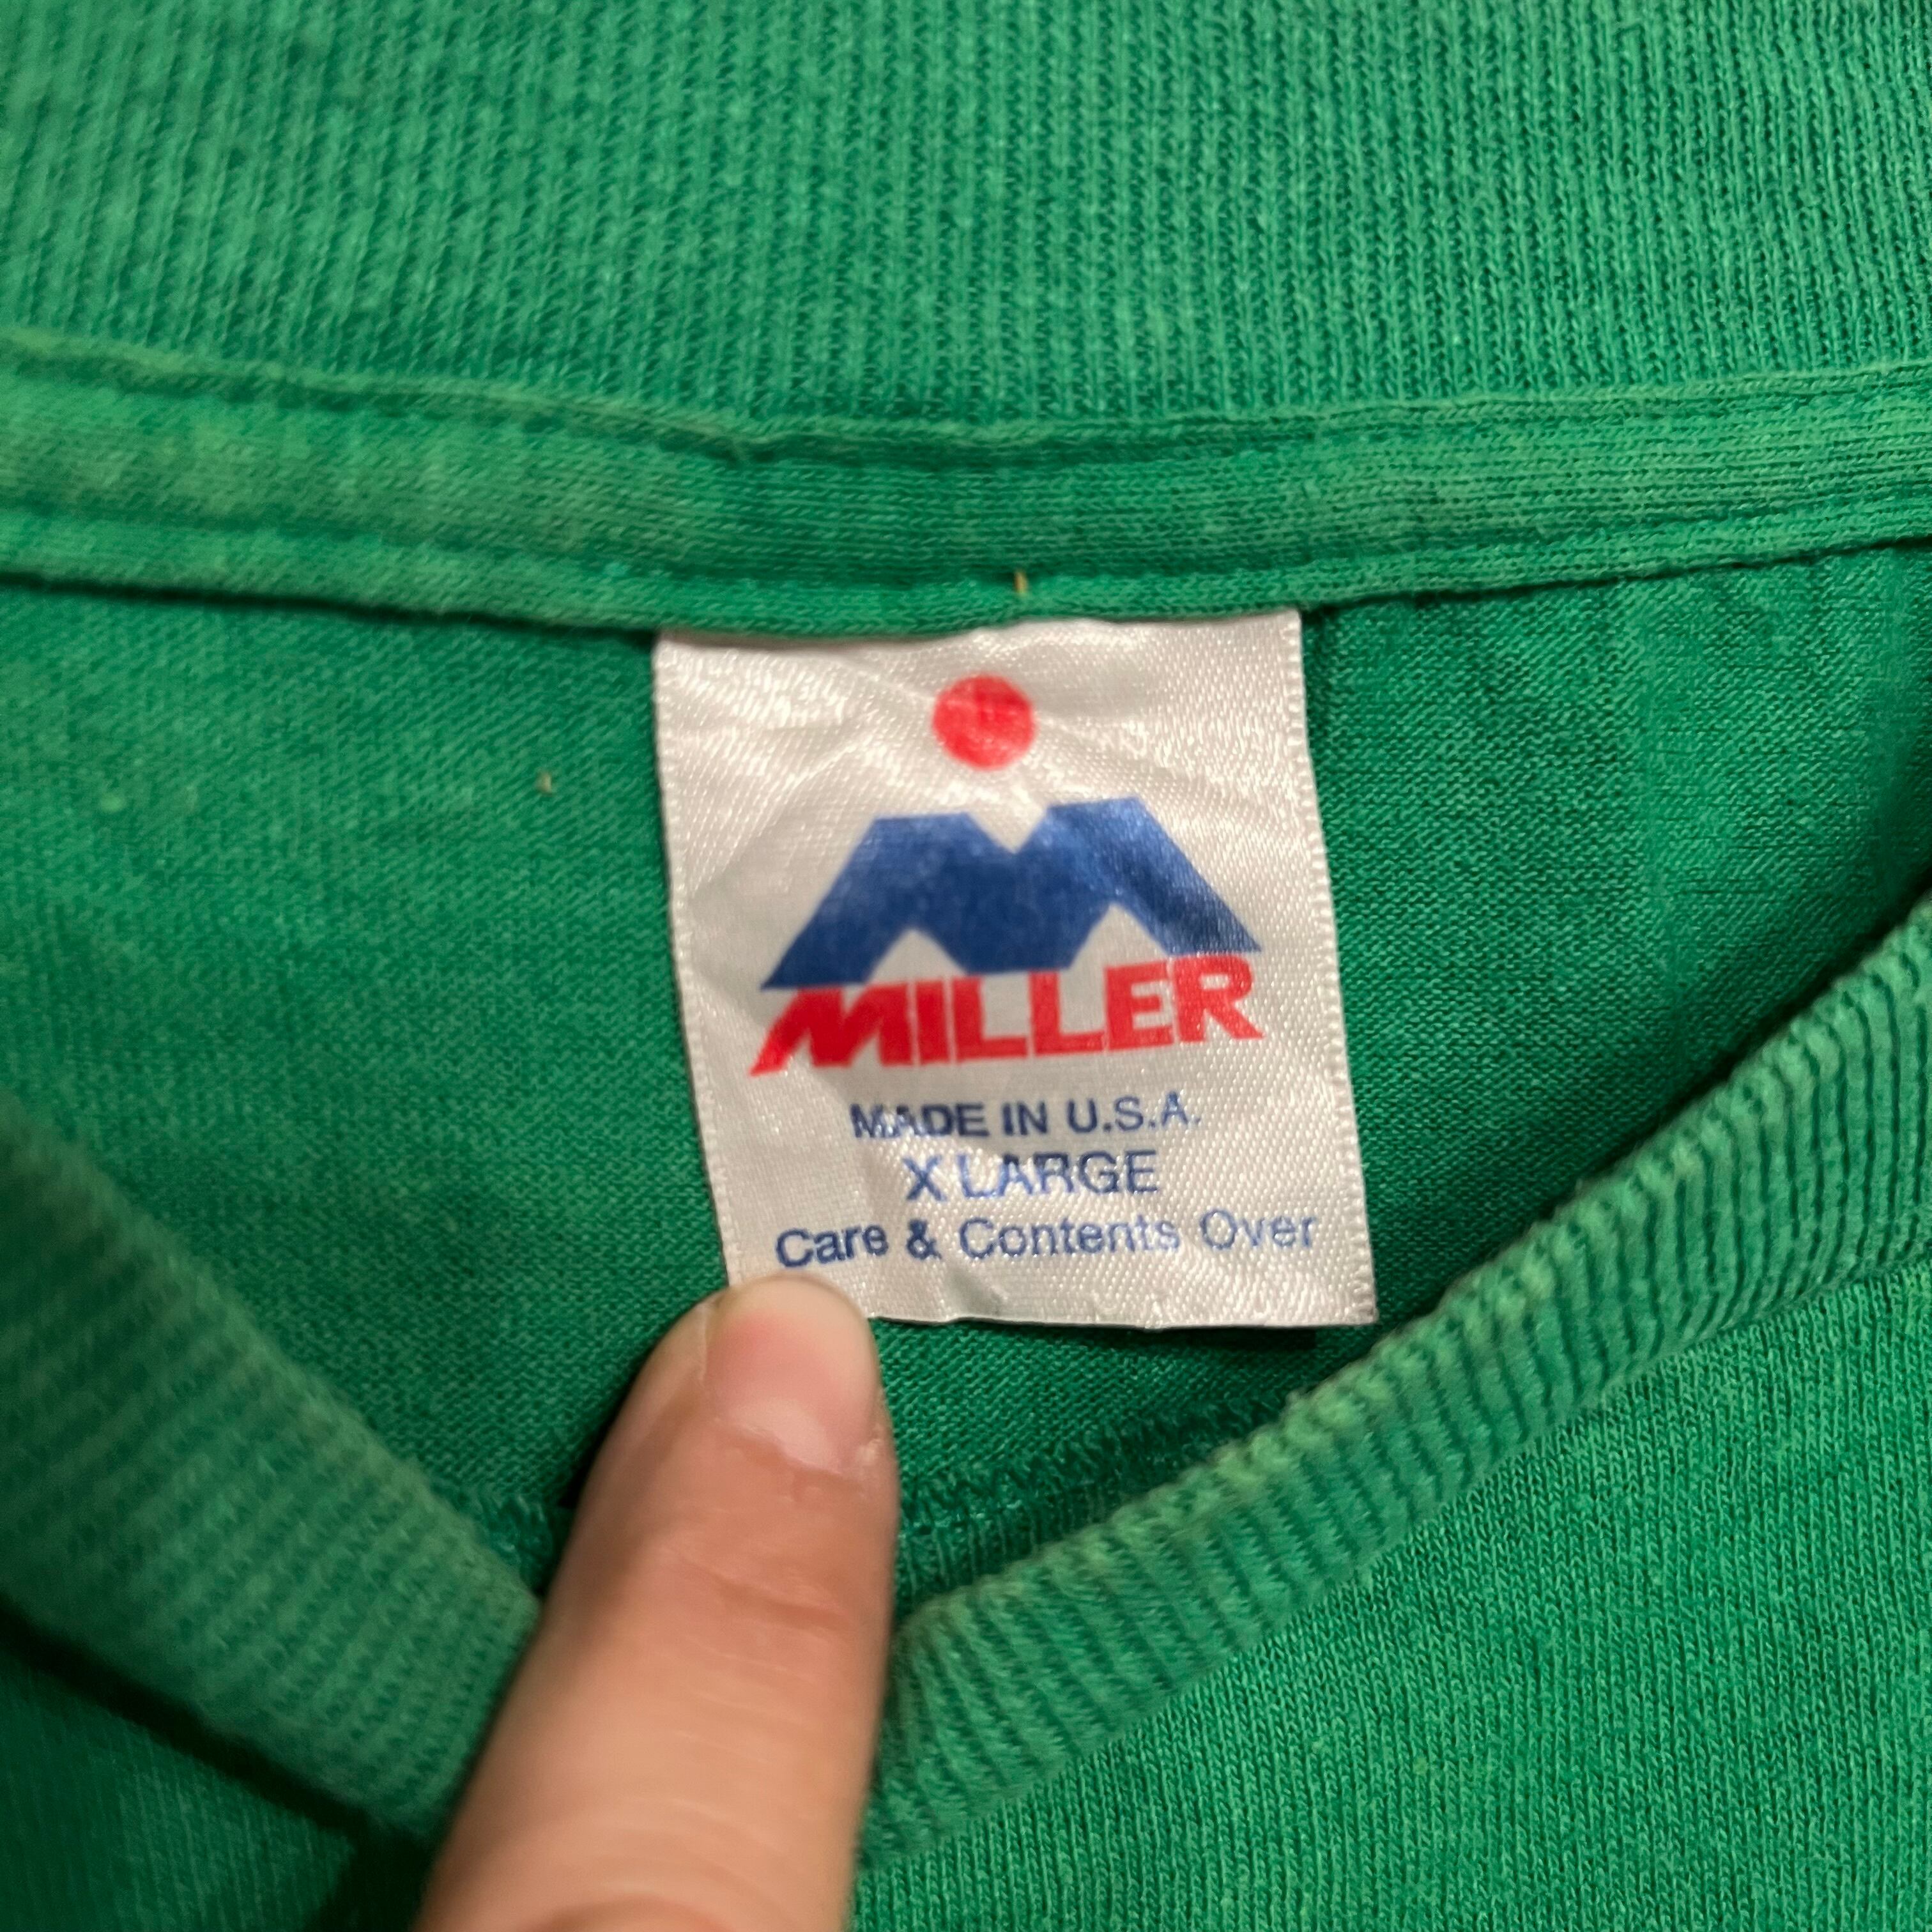 MILLER
MADE IN U.S.A.
X LARGE
Care & Contents Over